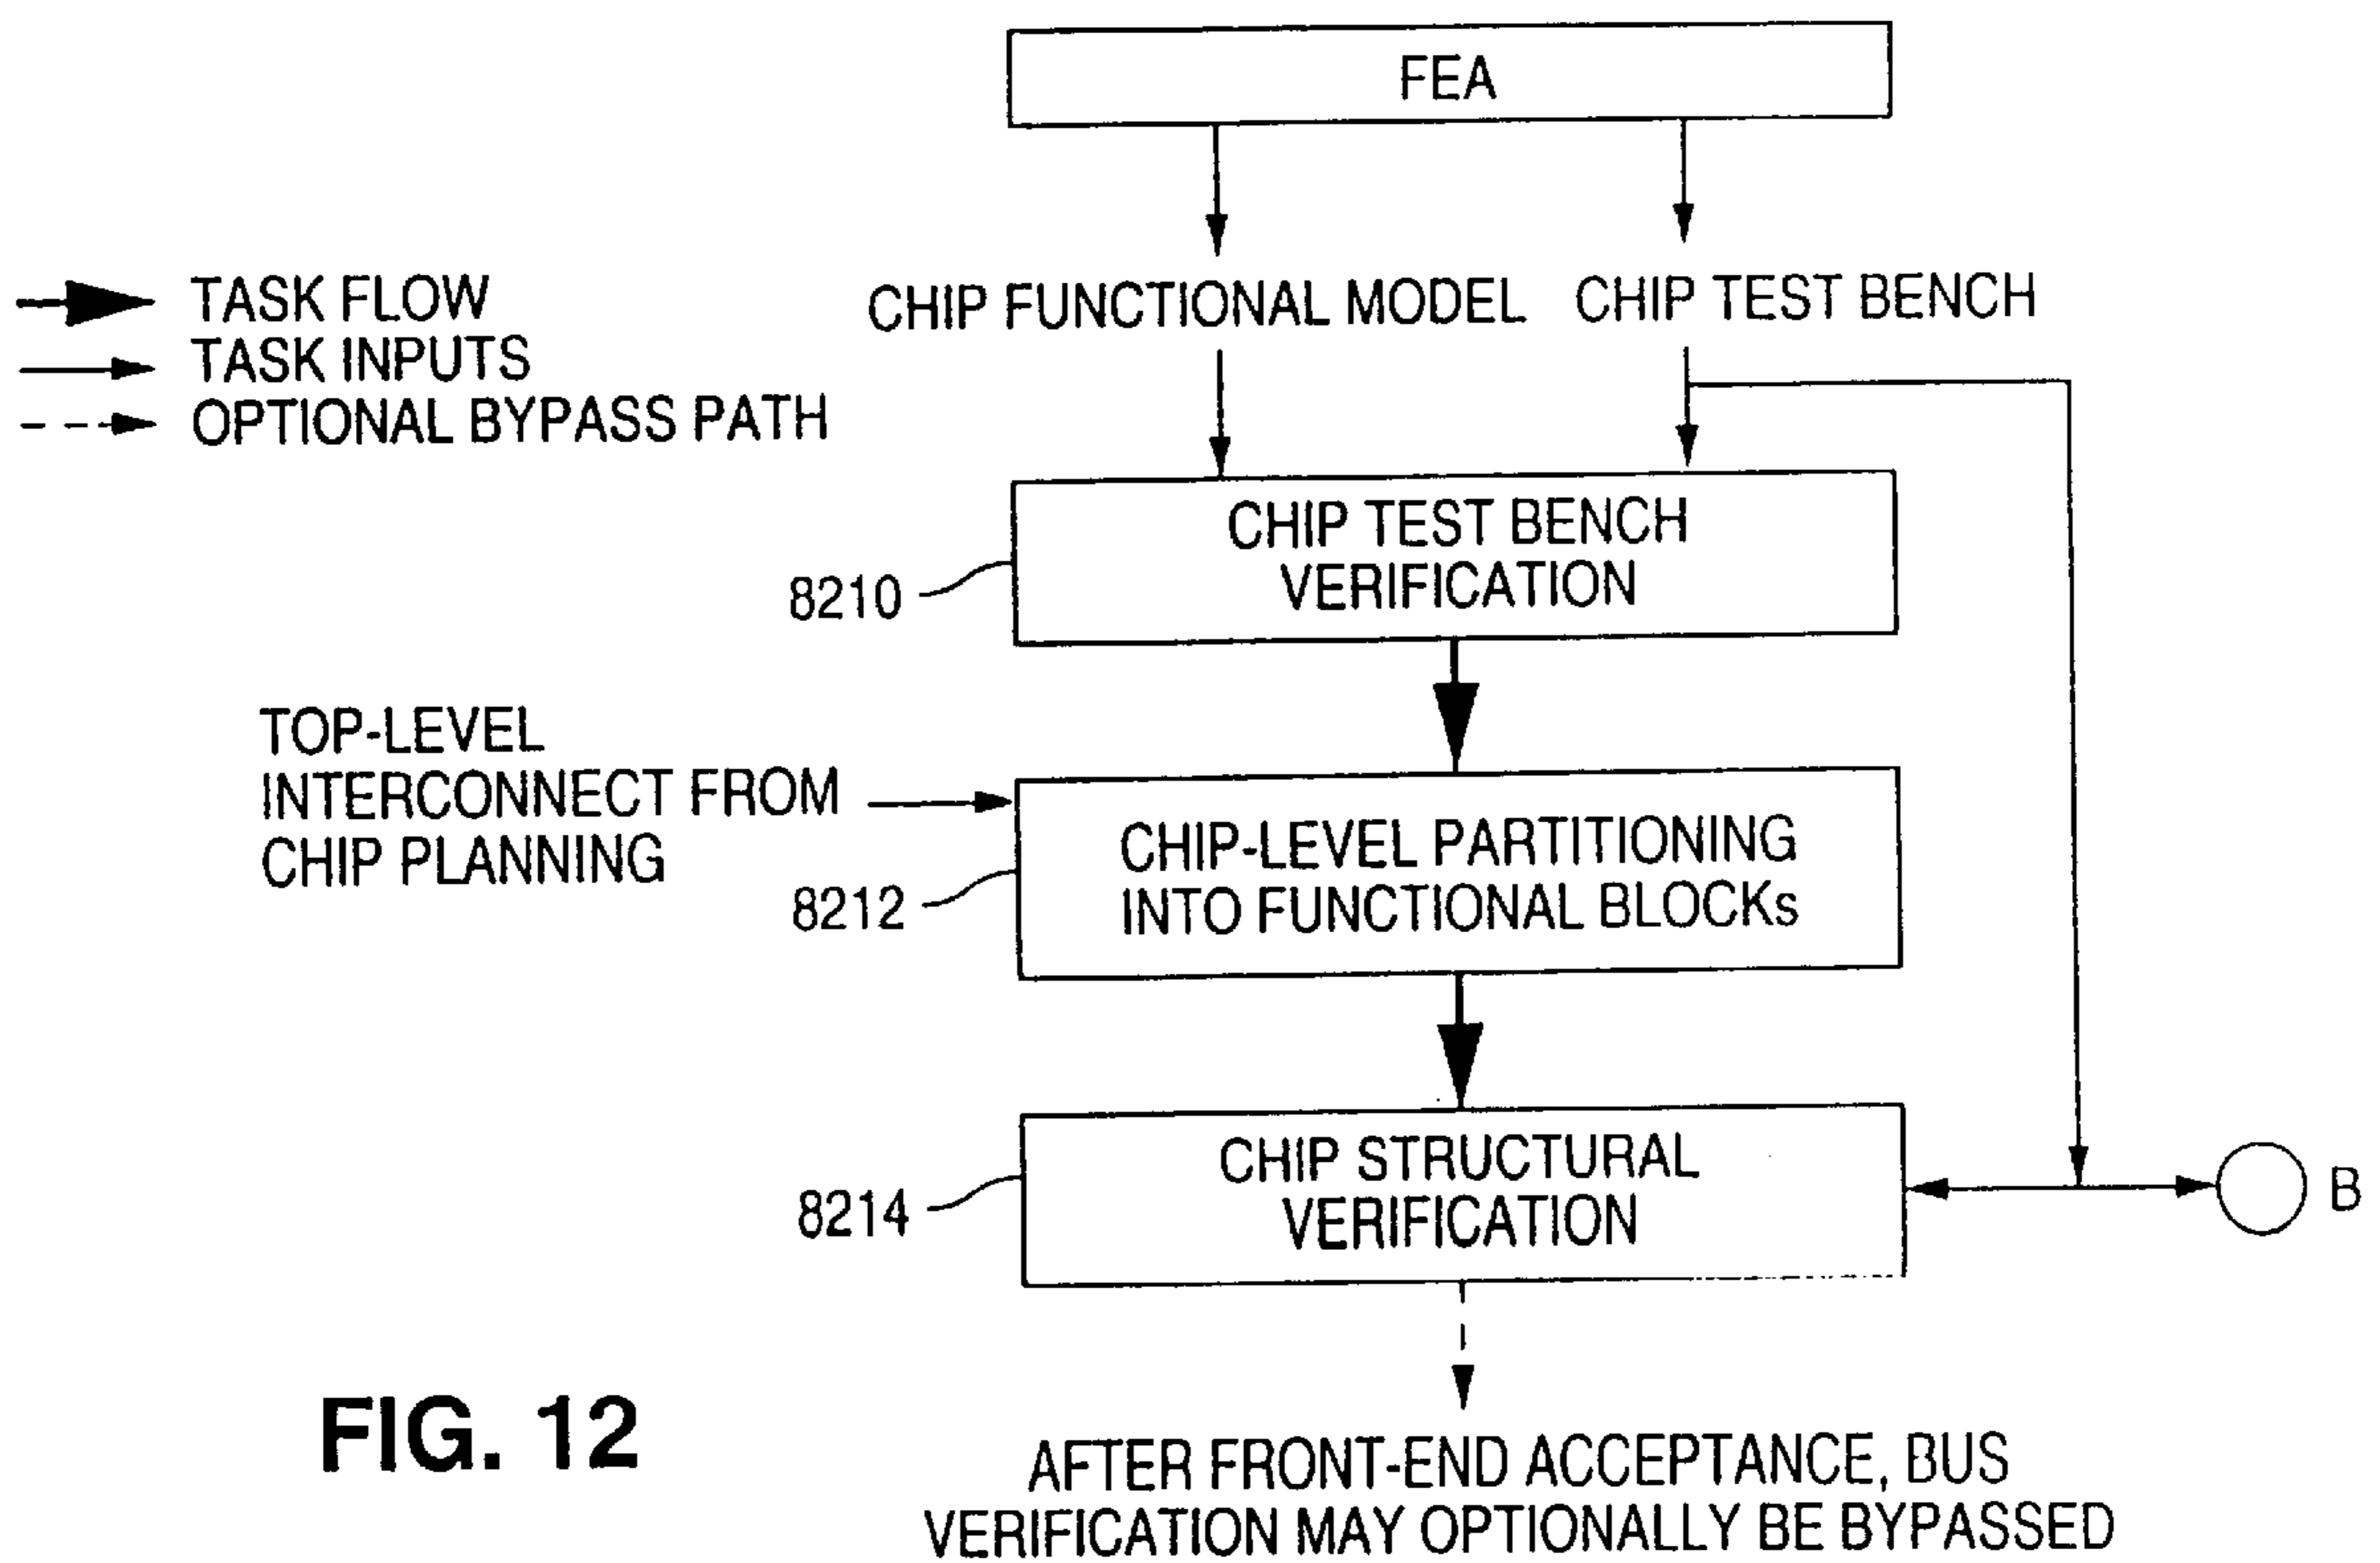 FEA
CHIP FUNCTIONAL MODEL
CHIP TEST BENCH
TASK FLOW
TASK INPUTS
OPTIONAL BYPASS PATH
CHIP TEST BENCH
VERIFICATION
8210
TOP-LEVEL
INTERCONNECT FROM
CHIP PLANNING
CHIP-LEVEL PARTITIONING
INTO FUNCTIONAL BLOCKs
8212
CHIP STRUCTURAL
VERIFICATION
8214
B
AFTER FRONT-END ACCEPTANCE, BUS
VERIFICATION MAY OPTIONALLY BE BYPASSED
FIG. 12